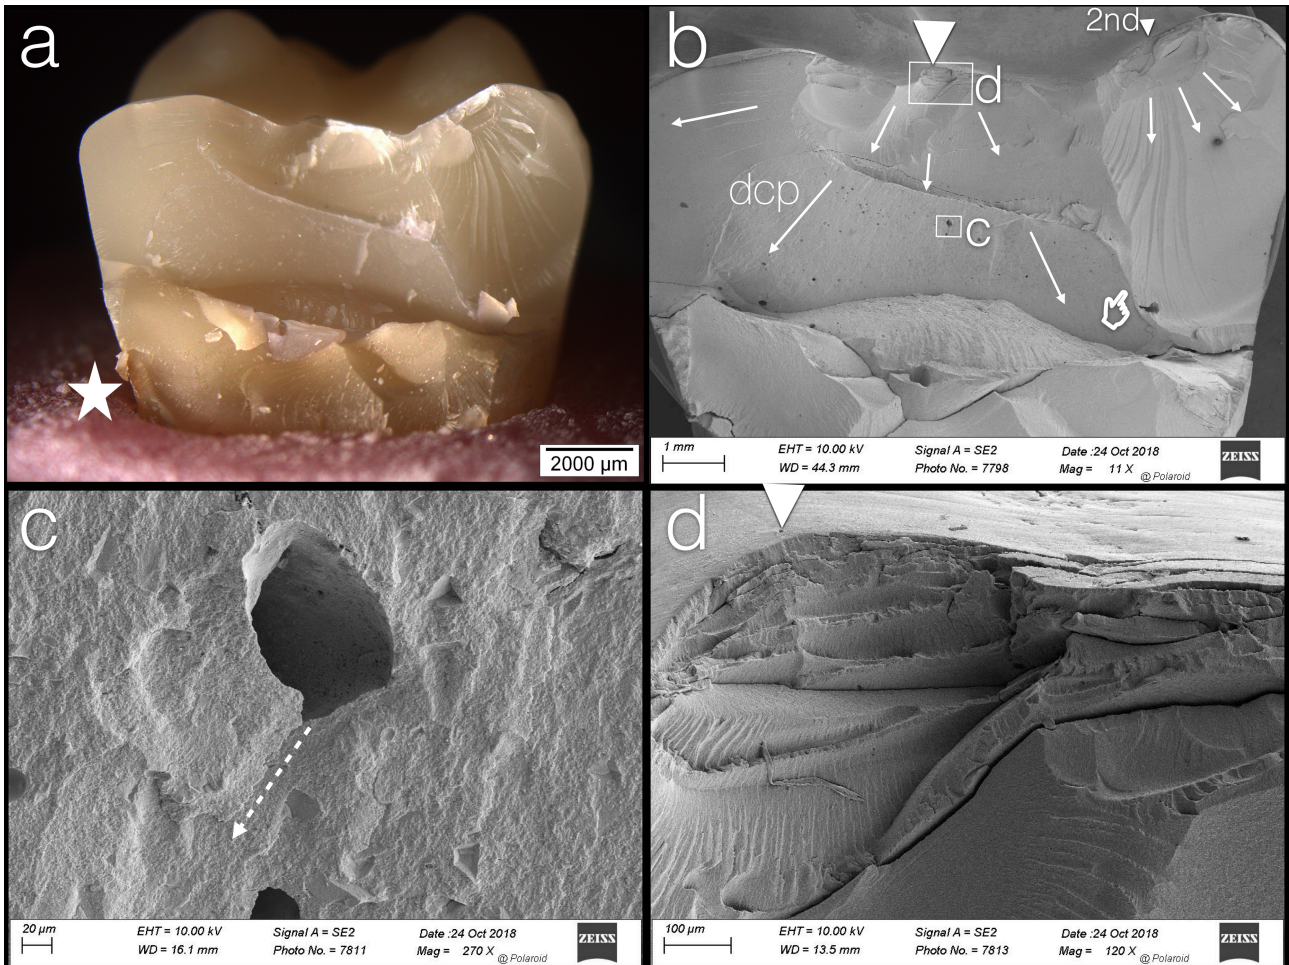 a
2000 µm
b
2nd
d
dcp
c
1 mm
EHT = 10.00 kV
Signal A = SE2
Date :24 Oct 2018
ZEISS
WD = 44.3 mm
Photo No. = 7798
Mag = 11 X
@ Polaroid
c
20 µm
EHT = 10.00 kV
Signal A = SE2
Date :24 Oct 2018
ZEISS
WD = 16.1 mm
Photo No. = 7811
Mag = 270 X
@ Polaroid
d
100 µm
EHT = 10.00 kV
Signal A = SE2
Date :24 Oct 2018
ZEISS
WD = 13.5 mm
Photo No. = 7813
Mag = 120 X
@ Polaroid